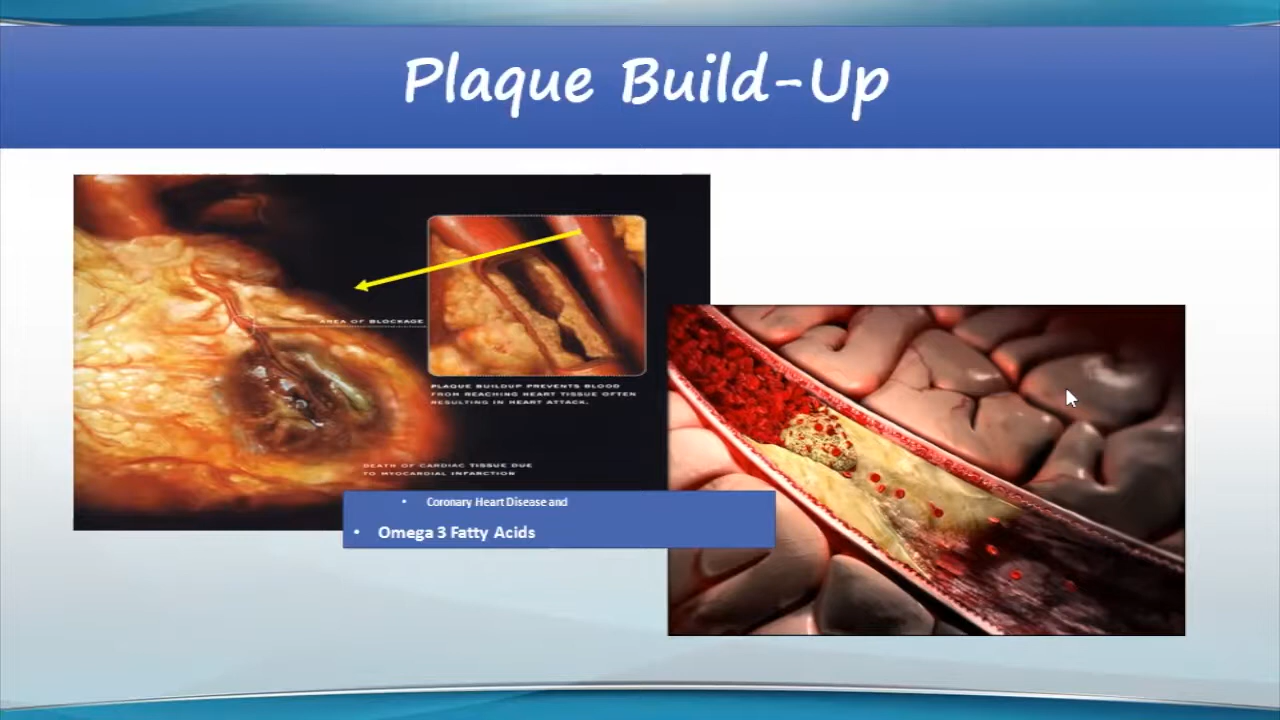 Plaque Build-Up
AREA OF BLOCKAGE
PLAQUE BUILDUP PREVENTS BLOOD
FROM REACHING HEART TISSUE OFTEN
RESULTING IN HEART ATTACK.
DEATH OF CARDIAC TISSUE DUE
TO MYOCARDIAL INFARCTION
• Coronary Heart Disease and
• Omega 3 Fatty Acids